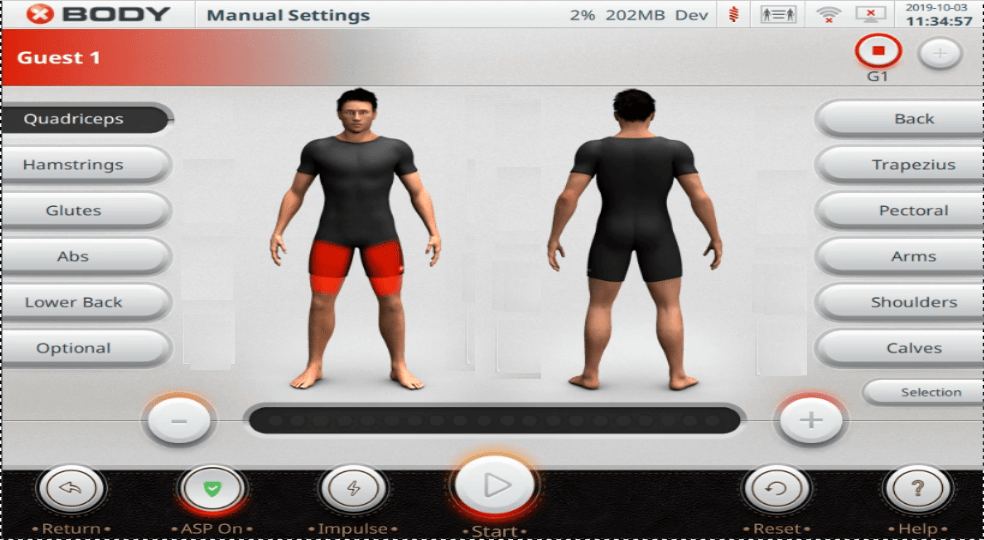 BODY
Manual Settings
2% 202MB Dev
2019-10-03
11:34:57
Guest 1
G1
Quadriceps
Hamstrings
Glutes
Abs
Lower Back
Optional
Back
Trapezius
Pectoral
Arms
Shoulders
Calves
Selection
•Return•
•ASP On•
•Impulse•
•Start•
•Reset•
•Help•